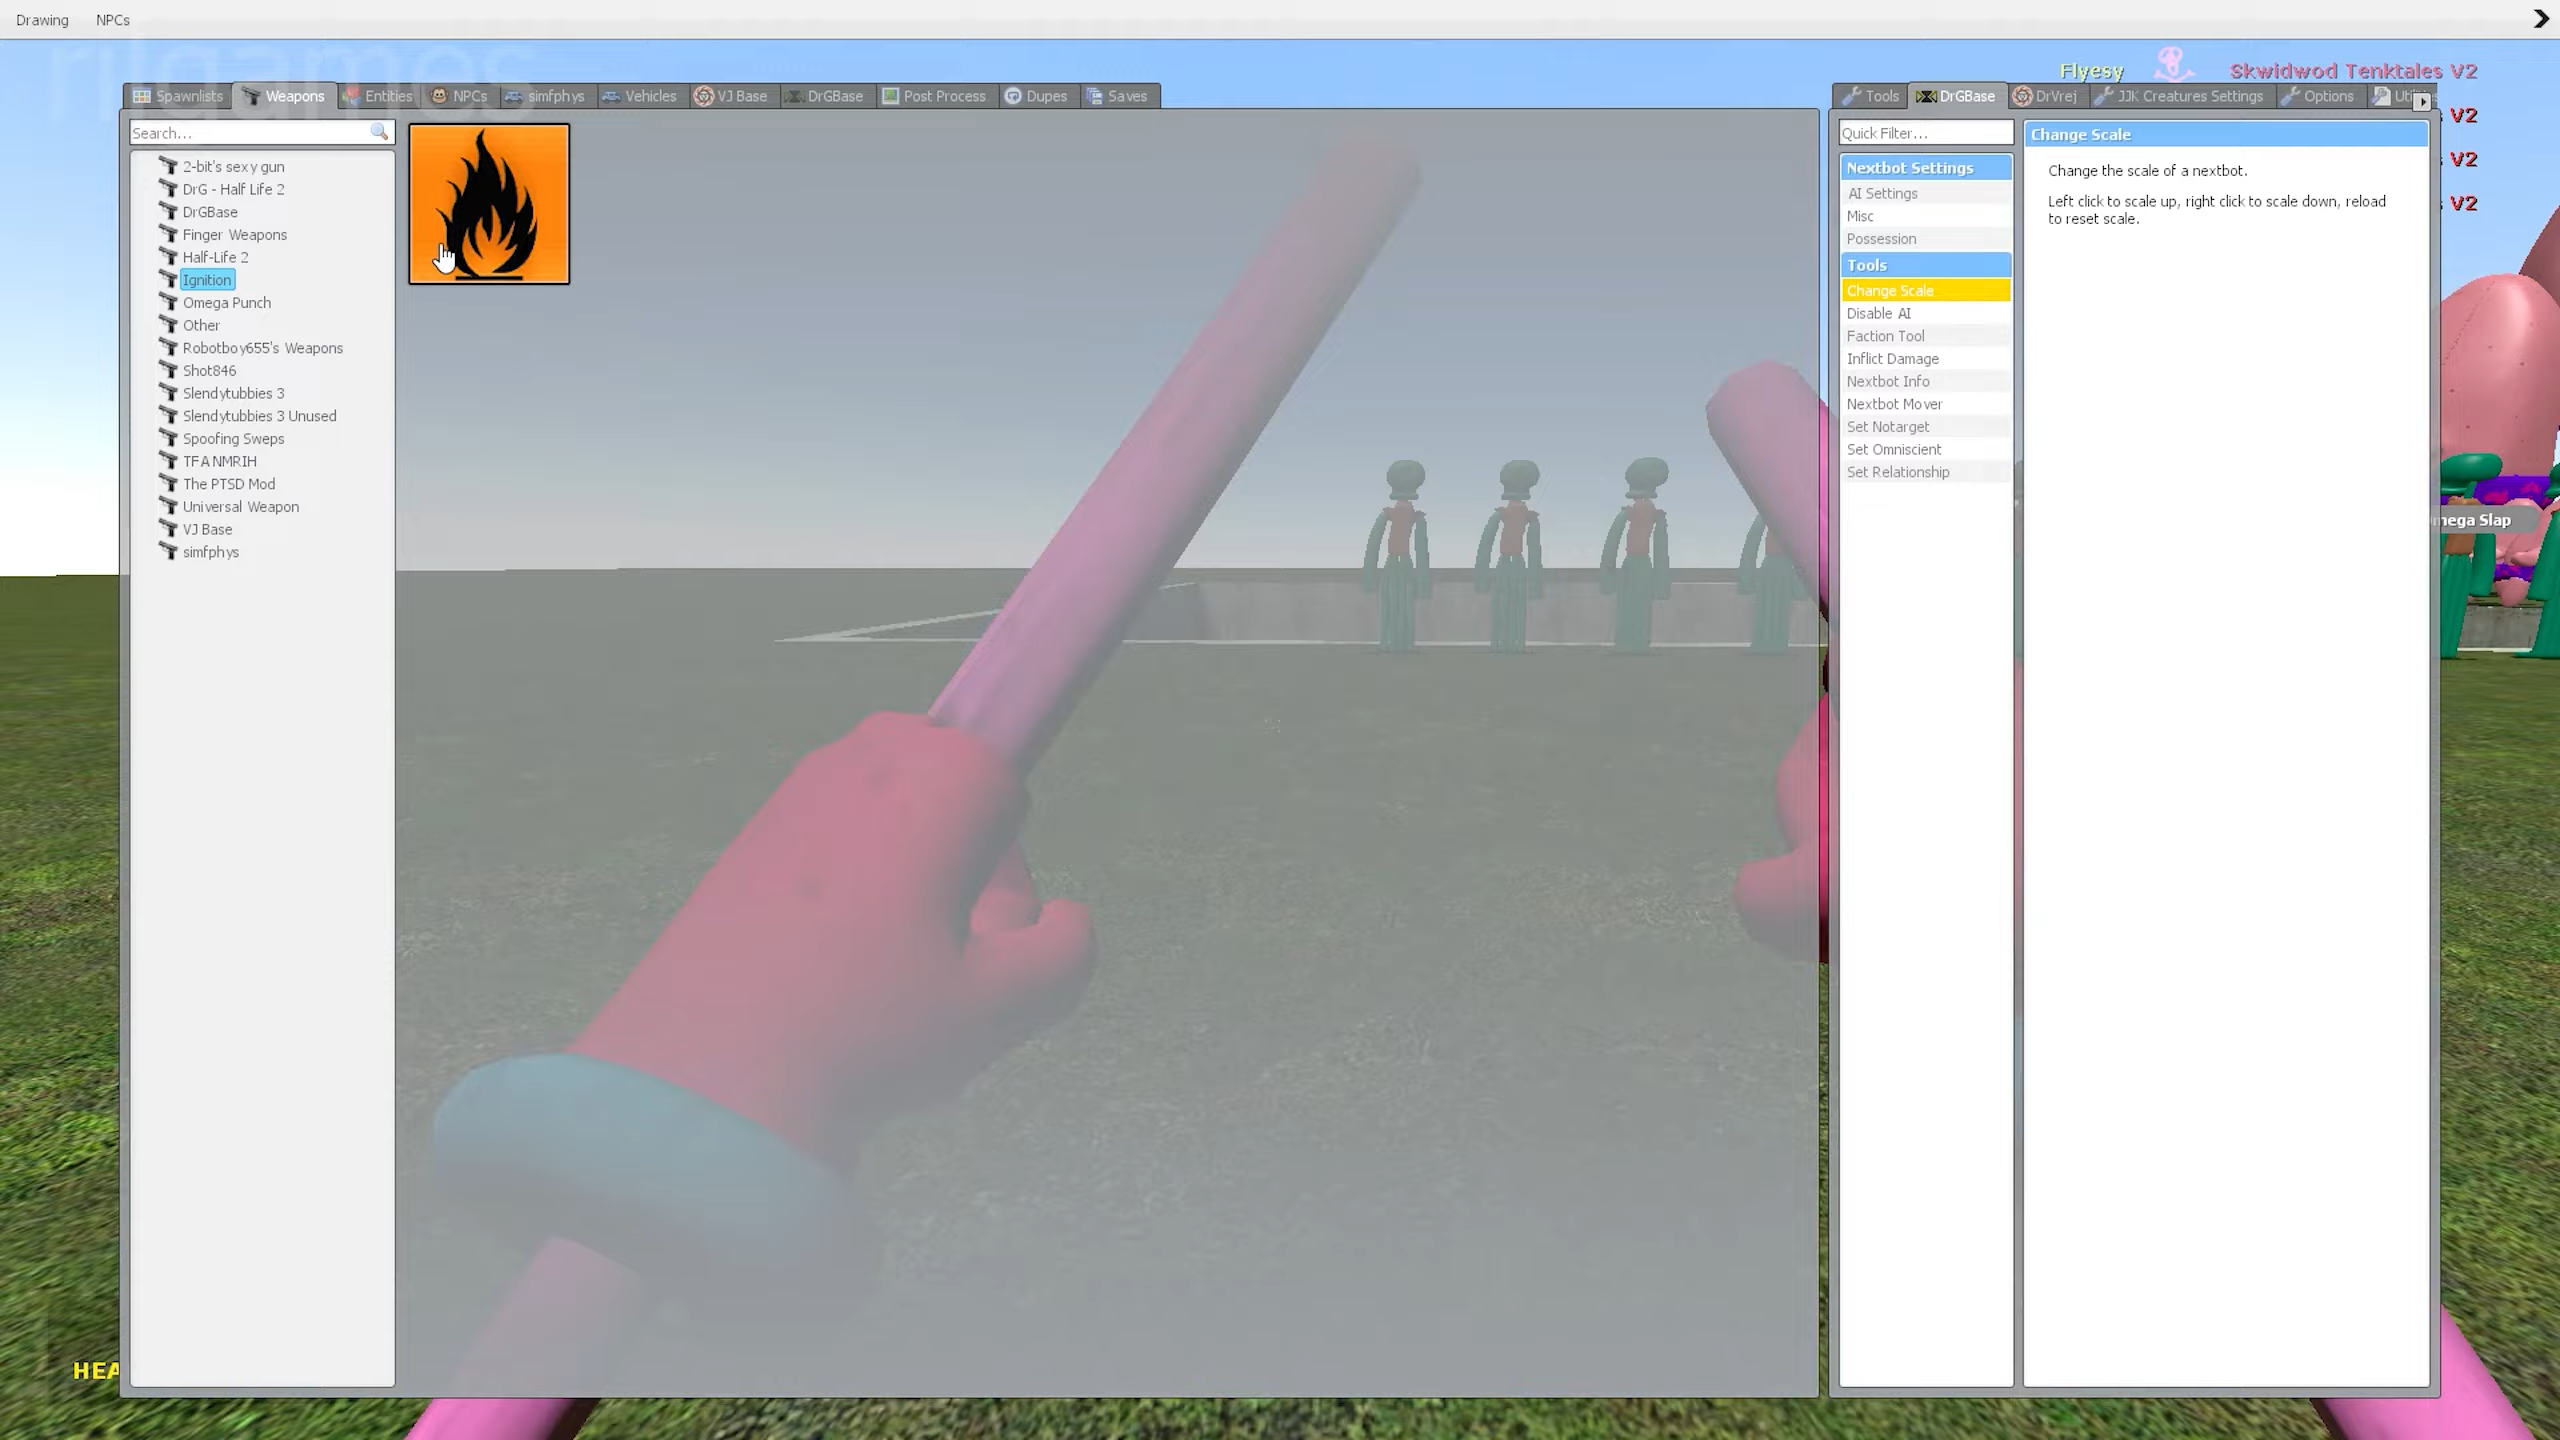 Drawing NPCs
rilgames
Flyesy Skwidwod Tenktales V2
V2
V2
V2
Spawnlists Weapons Entities NPCs simfphys Vehicles VJ Base DrGBase Post Process Dupes Saves
Search...
2-bit's sexy gun
DrG - Half Life 2
DrGBase
Finger Weapons
Half-Life 2
Ignition
Omega Punch
Other
Robotboy655's Weapons
Shot846
Slendytubbies 3
Slendytubbies 3 Unused
Spoofing Sweps
TFA NMRIH
The PTSD Mod
Universal Weapon
VJ Base
simfphys
Tools DrGBase DrVrej JJK Creatures Settings Options
Quick Filter...
Nextbot Settings
AI Settings
Misc
Possession
Tools
Change Scale
Disable AI
Faction Tool
Inflict Damage
Nextbot Info
Nextbot Mover
Set Notarget
Set Omniscient
Set Relationship
Change Scale
Change the scale of a nextbot.
Left click to scale up, right click to scale down, reload
to reset scale.
mega Slap
HEA